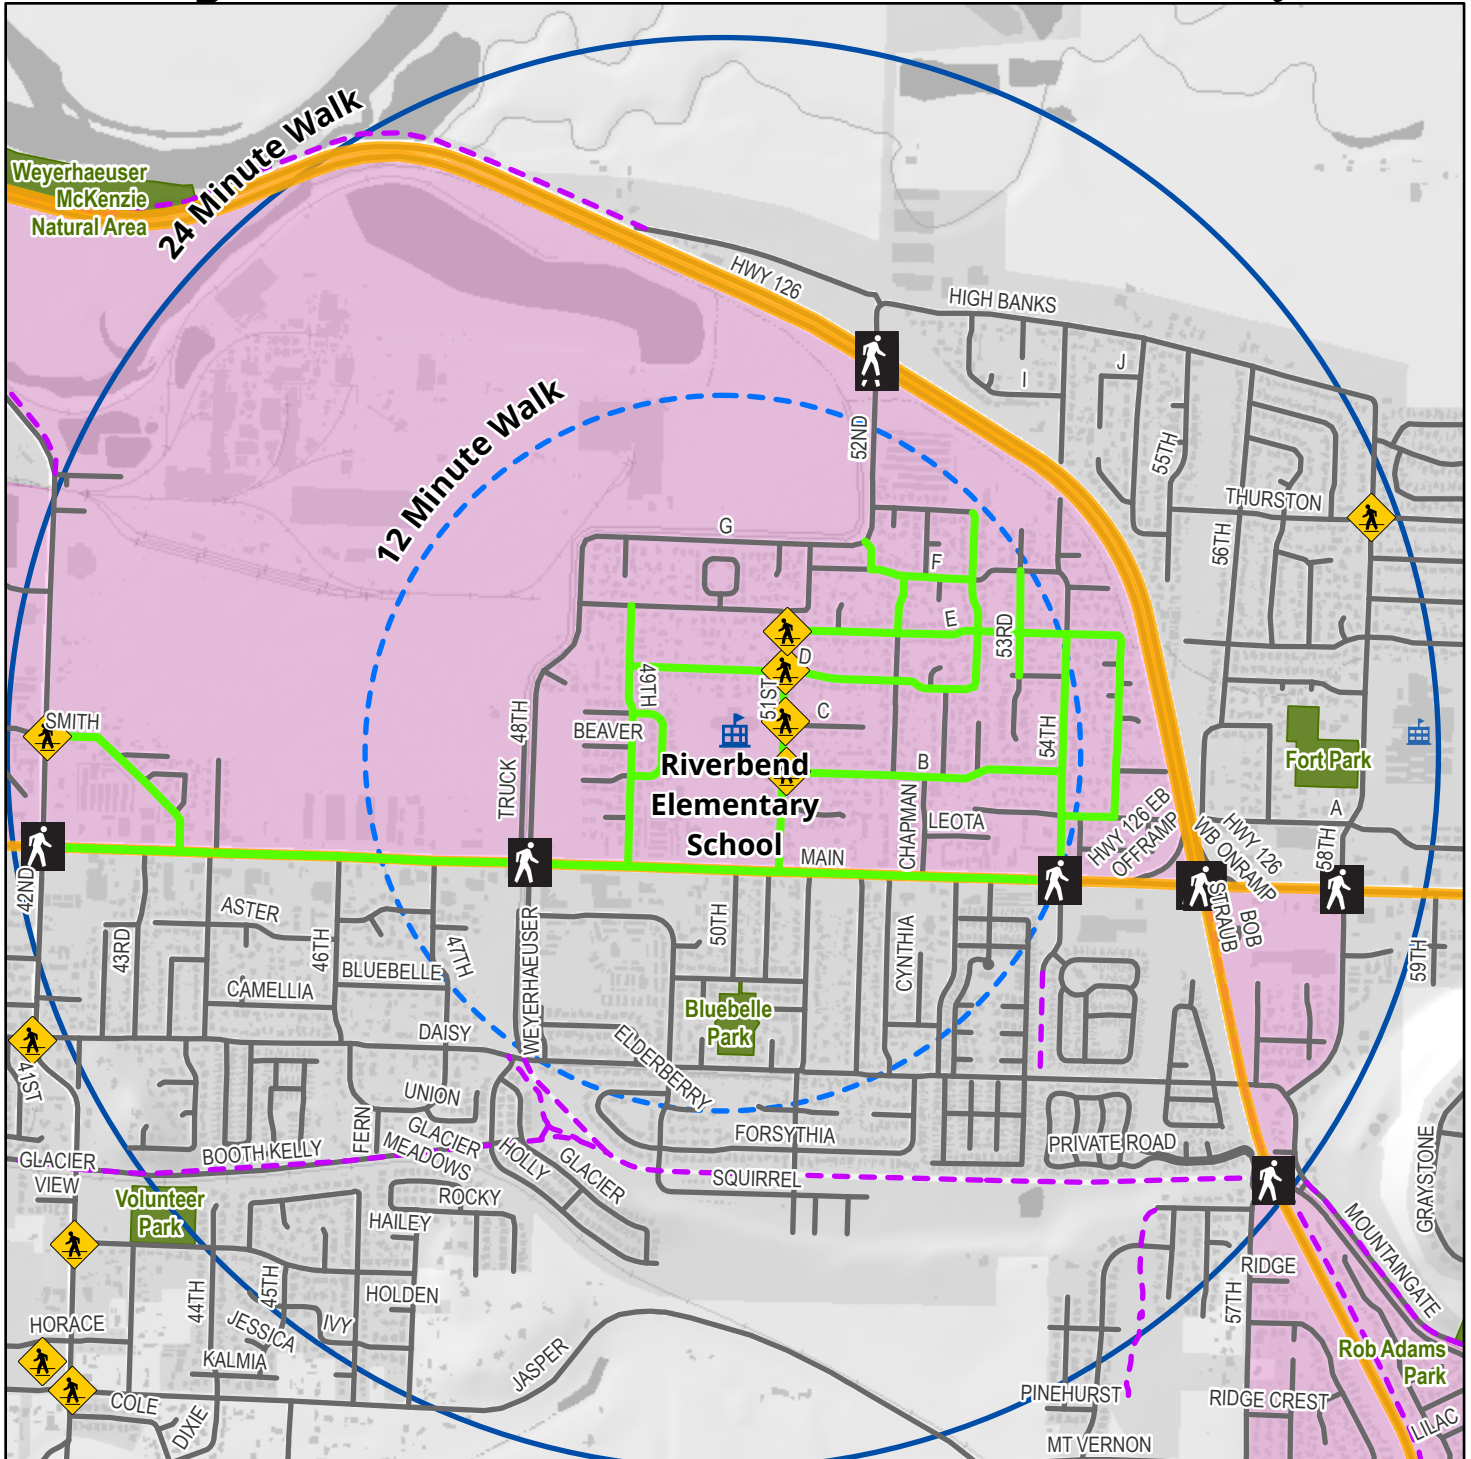 24 Minute Walk
Weyerhaeuser
McKenzie
Natural Area
HWY 126
HIGH BANKS
J
I
12 Minute Walk
52ND
55TH
THURSTON
56TH
G
F
E
53RD
D
49TH
51ST
C
SMITH
48TH
BEAVER
54TH
Fort Park
B
Riverbend
Elementary
School
TRUCK
CHAPMAN
LEOTA
HWY 126 EB
OFFRAMP
HWY 126
WB ONRAMP
A
58TH
MAIN
42ND
ASTER
43RD
46TH
47TH
BLUEBELLE
CAMELLIA
WEYERHAEUSER
50TH
CYNTHIA
BOB
STRAUB
59TH
DAISY
Bluebelle
Park
ELDERBERRY
41ST
UNION
FERN
GLACIER
MEADOWS
FORSYTHIA
PRIVATE ROAD
GLACIER
VIEW
BOOTH KELLY
HOLLY
GLACIER
SQUIRREL
GRAYSTONE
Volunteer
Park
ROCKY
HAILEY
MOUNTAINGATE
RIDGE
44TH
45TH
HOLDEN
57TH
HORACE
JESSICA
IVY
KALMIA
JASPER
Rob Adams
Park
COLE
DIXIE
PINEHURST
RIDGE CREST
LILAC
MT VERNON